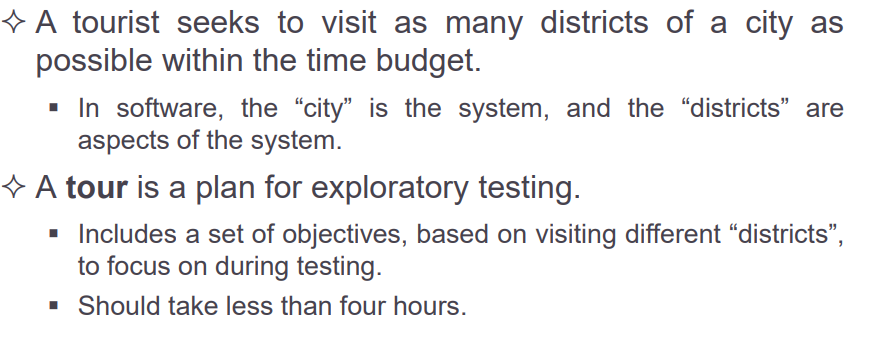 ✧ A tourist seeks to visit as many districts of a city as
possible within the time budget.
▪ In software, the “city” is the system, and the “districts” are
aspects of the system.
✧ A tour is a plan for exploratory testing.
▪ Includes a set of objectives, based on visiting different “districts”,
to focus on during testing.
▪ Should take less than four hours.